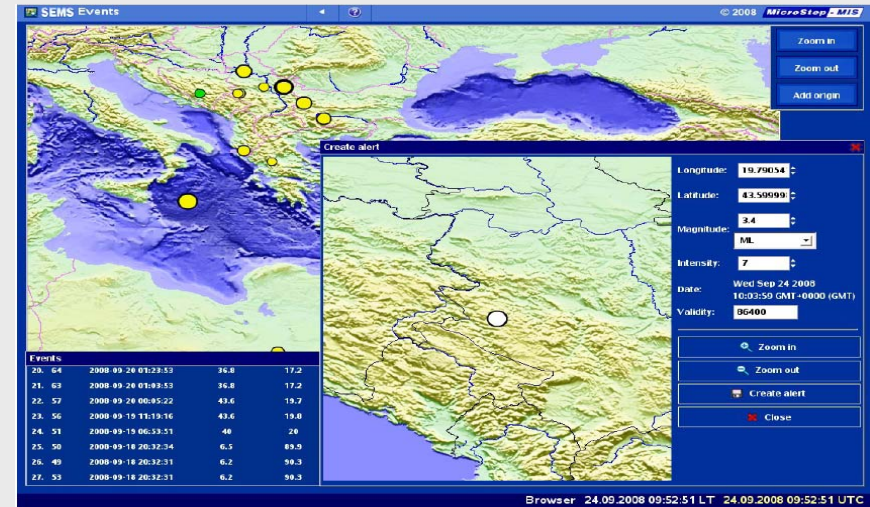 SEMS Events
© 2008 MicroStep - MIS
Zoom in
Zoom out
Add origin
Create alert
Longitude: 19.79054
Latitude: 43.59999
Magnitude: 3.4
ML
Intensity: 7
Date: Wed Sep 24 2008
10:03:59 GMT+0000 (GMT)
Validity: 86400
Zoom in
Zoom out
Create alert
Close
Events
20. 64 2008-09-20 01:23:53 36.8 17.2
21. 63 2008-09-20 01:03:53 36.8 17.2
22. 57 2008-09-20 00:05:22 43.6 19.7
23. 56 2008-09-19 11:19:16 43.6 19.8
24. 51 2008-09-19 06:53:51 40 20
25. 50 2008-09-18 20:32:34 6.5 89.9
26. 49 2008-09-18 20:32:31 6.2 90.3
27. 53 2008-09-18 20:32:31 6.2 90.3
Browser 24.09.2008 09:52:51 LT 24.09.2008 09:52:51 UTC